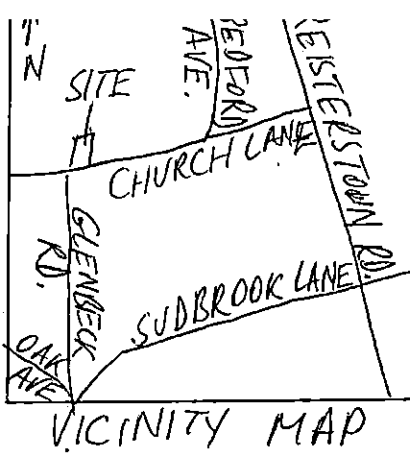 N
SITE
BEDFORD
AVE.
REISTERSTOWN RD.
CHURCH LANE
GLENBECK
RD.
SUDBROOK LANE
OAK
AVE
VICINITY MAP